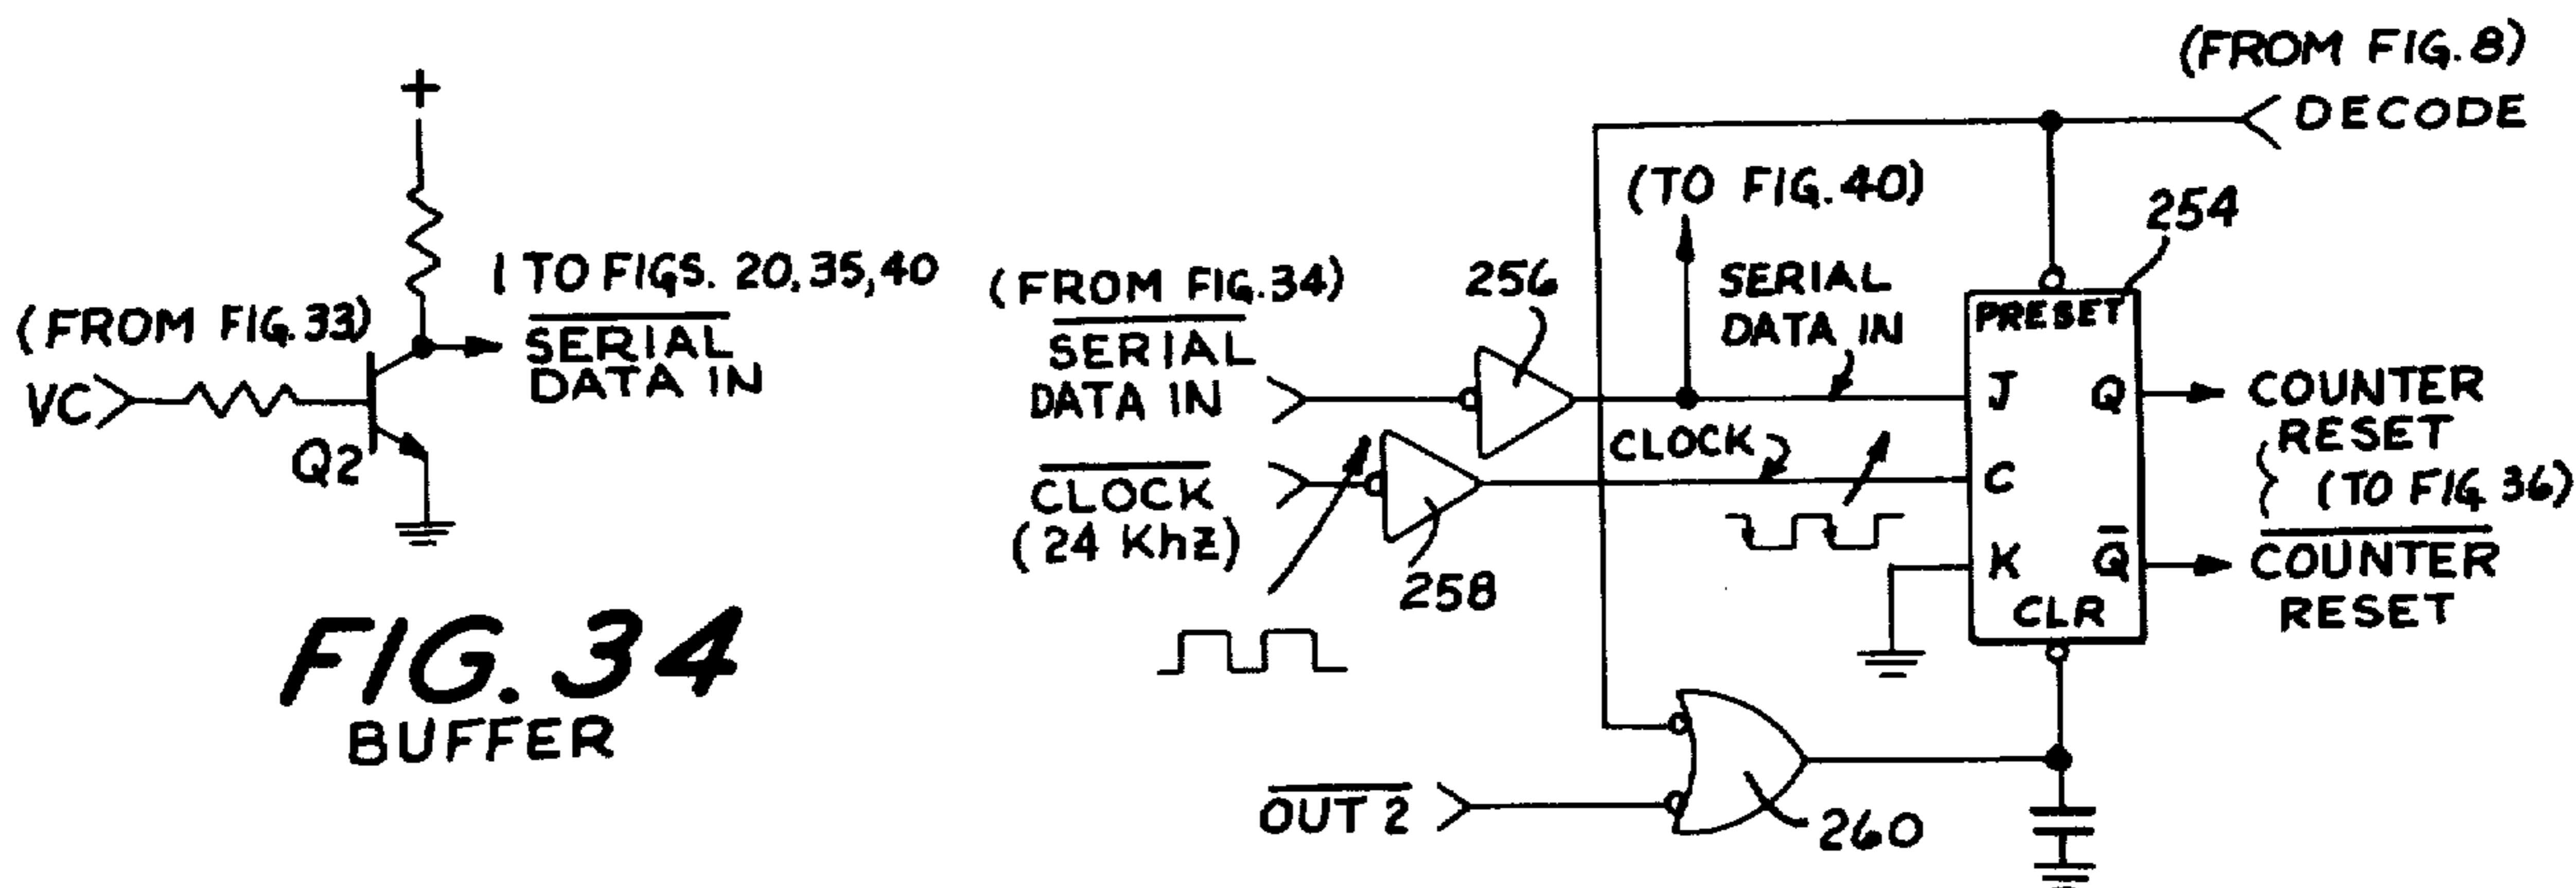 +
(FROM FIG. 33)
VC
Q2
1 TO FIGS. 20,35,40
SERIAL
DATA IN
FIG. 34
BUFFER
(FROM FIG. 8)
DECODE
(TO FIG. 40)
254
(FROM FIG. 34)
SERIAL
DATA IN
256
SERIAL
DATA IN
CLOCK
(24 Khz)
258
CLOCK
PRESET
J
Q
C
K
Q̅
CLR
COUNTER
RESET
(TO FIG. 36)
COUNTER
RESET
OUT 2
260